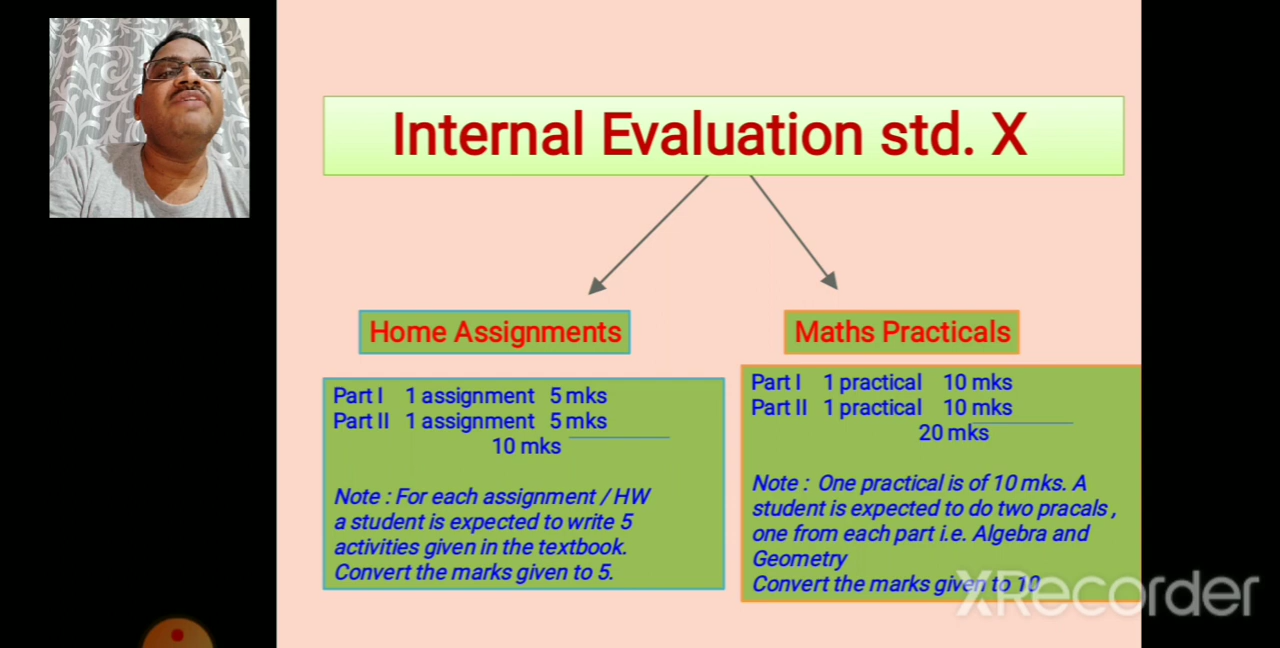 Internal Evaluation std. X
Home Assignments
Part I 1 assignment 5 mks
Part II 1 assignment 5 mks
10 mks
Note : For each assignment / HW
a student is expected to write 5
activities given in the textbook.
Convert the marks given to 5.
Maths Practicals
Part I 1 practical 10 mks
Part II 1 practical 10 mks
20 mks
Note : One practical is of 10 mks. A
student is expected to do two pracals ,
one from each part i.e. Algebra and
Geometry
Convert the marks given to 10
XRecorder